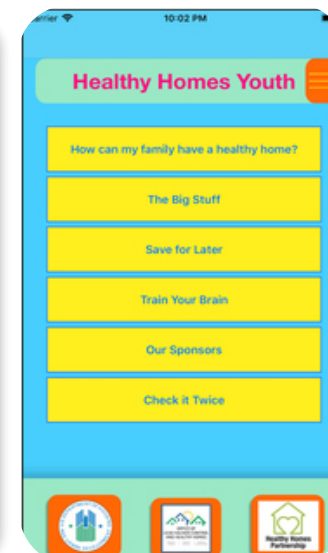 10:02 PM
Healthy Homes Youth
How can my family have a healthy home?
The Big Stuff
Save for Later
Train Your Brain
Our Sponsors
Check it Twice
Healthy Homes
Partnership